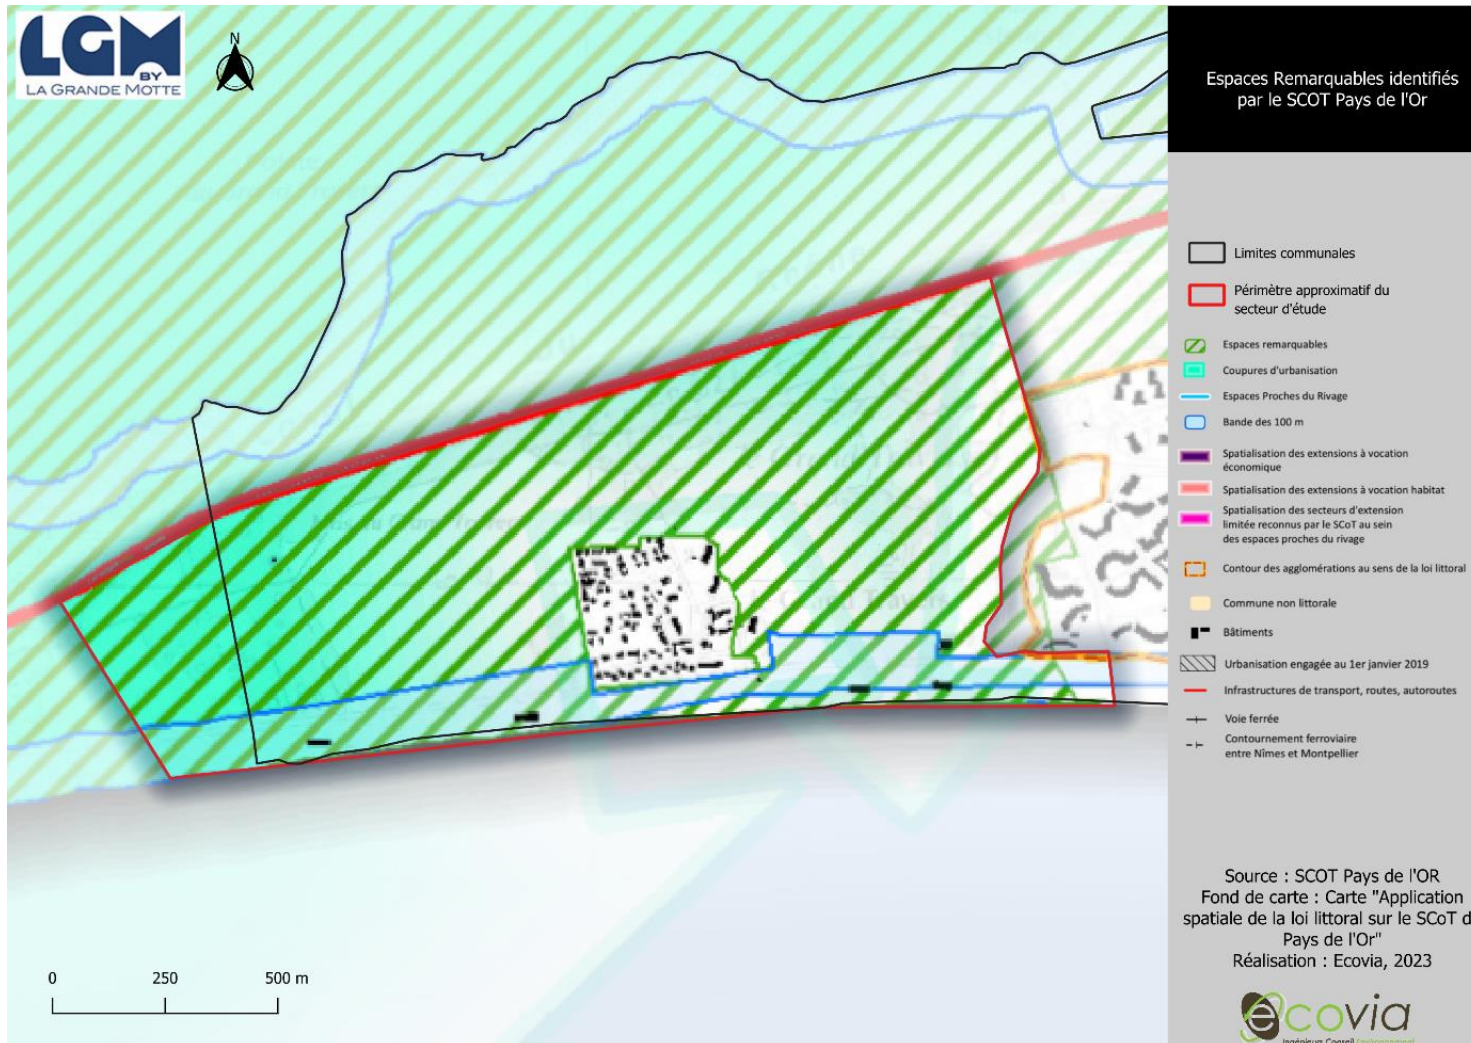 LGM
BY
LA GRANDE MOTTE
N
Espaces Remarquables identifiés
par le SCOT Pays de l'Or
Limites communales
Périmètre approximatif du
secteur d'étude
Espaces remarquables
Coupures d'urbanisation
Espaces Proches du Rivage
Bande des 100 m
Spatialisation des extensions à vocation
économique
Spatialisation des extensions à vocation habitat
Spatialisation des secteurs d'extension
limitée reconnus par le SCoT au sein
des espaces proches du rivage
Contour des agglomérations au sens de la loi littoral
Commune non littorale
Bâtiments
Urbanisation engagée au 1er janvier 2019
Infrastructures de transport, routes, autoroutes
Voie ferrée
Contournement ferroviaire
entre Nîmes et Montpellier
Grand Travers
Source : SCOT Pays de l'OR
Fond de carte : Carte "Application
spatiale de la loi littoral sur le SCoT d
Pays de l'Or"
Réalisation : Ecovia, 2023
0 250 500 m
ecovia
Ingénieurs Conseil Environnement